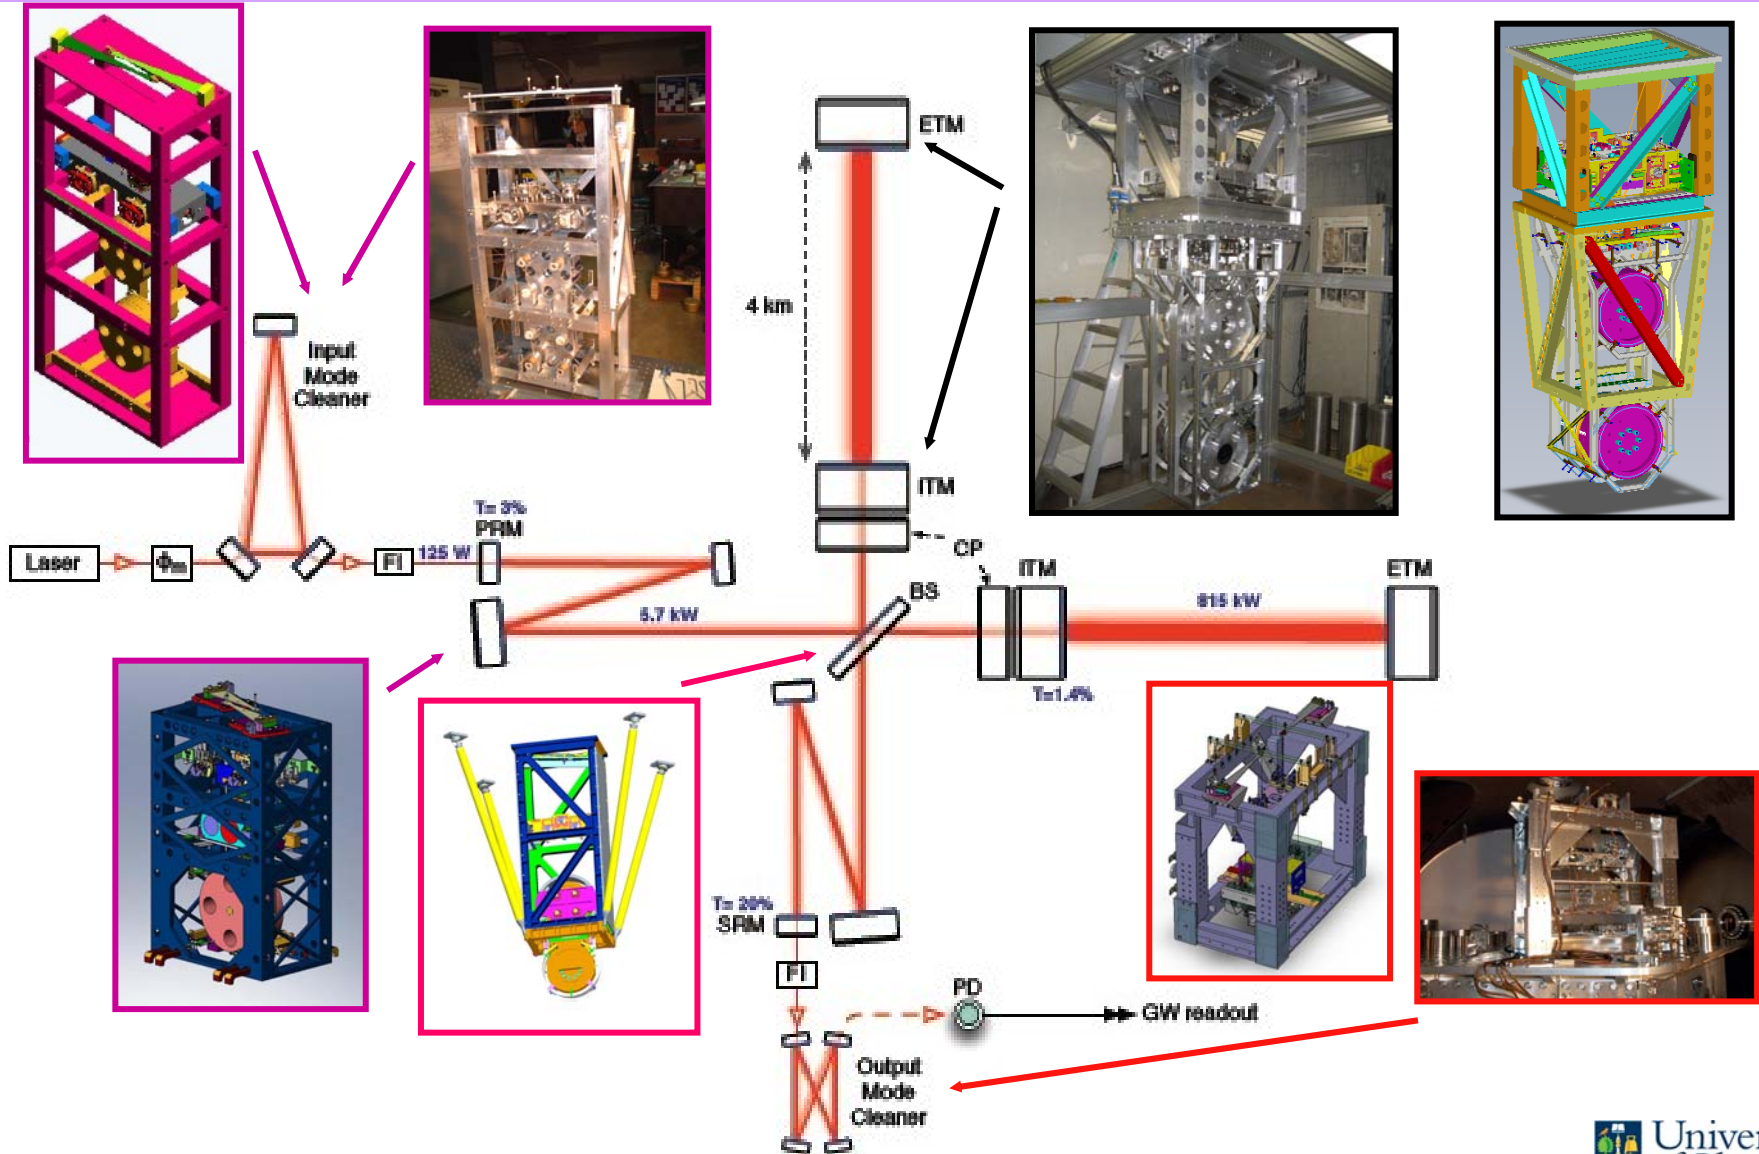 ETM
4 km
Input
Mode
Cleaner
ITM
T= 3%
PRM
Laser
Φm
FI
125 W
CP
ITM
ETM
BS
5.7 kW
815 kW
T=1.4%
T= 20%
SRM
FI
PD
GW readout
Output
Mode
Cleaner